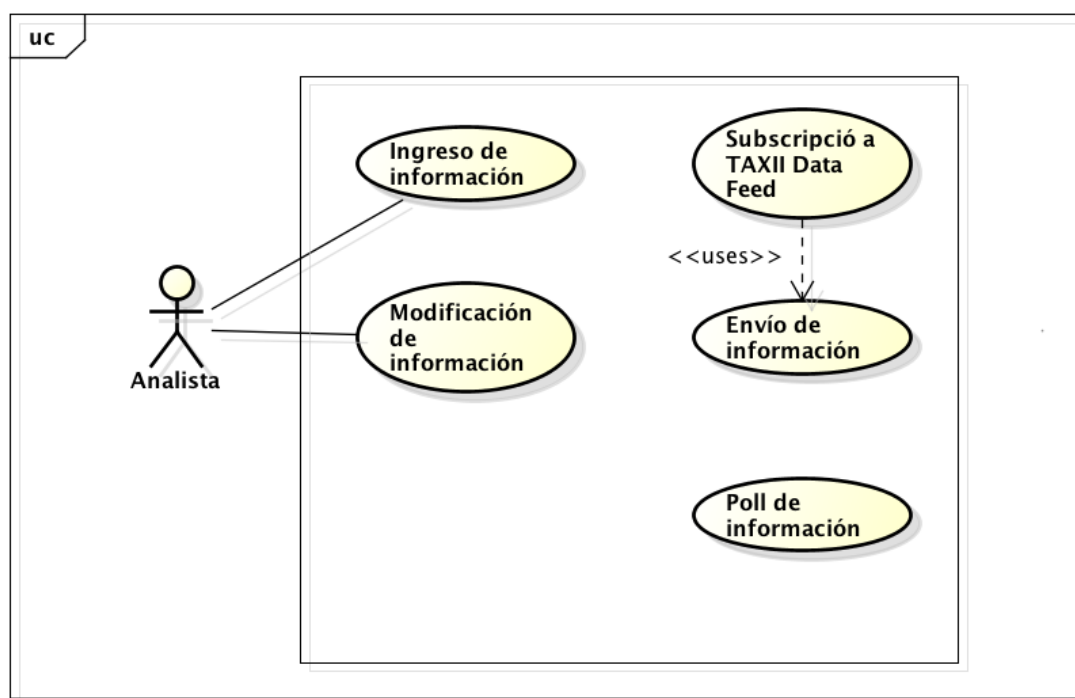 uc
Ingreso de
información
Subscripció a
TAXII Data
Feed
<<uses>>
Modificación
de
información
Envío de
información
Analista
Poll de
información